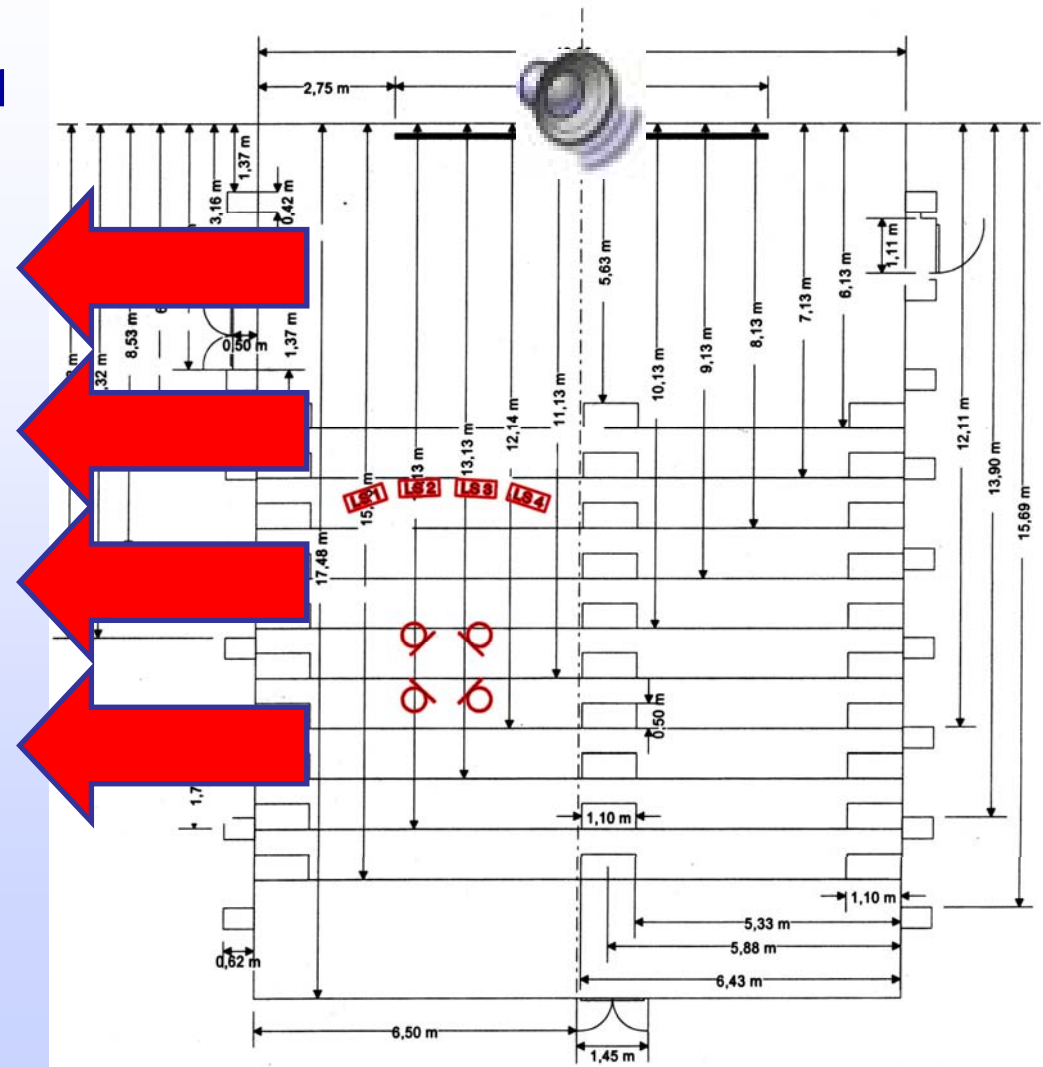 2,75 m
1,37 m
3,16 m
0,42 m
1,11 m
5,63 m
6,13 m
7,13 m
8,13 m
9,13 m
10,13 m
11,13 m
12,14 m
13,13 m
8,53 m
0,50 m
1,37 m
12,11 m
13,90 m
15,69 m
LS1
LS2
LS3
LS4
17,48 m
0,50 m
1,10 m
1,10 m
5,33 m
5,88 m
0,62 m
6,43 m
6,50 m
1,45 m